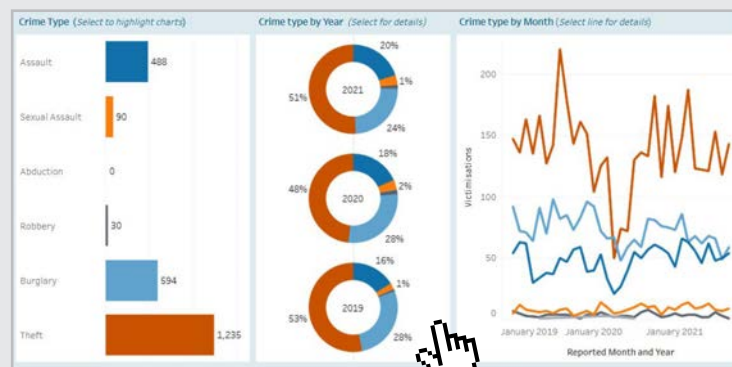 Crime Type (Select to highlight charts)
Assault
488
Sexual Assault
90
Abduction
0
Robbery
30
Burglary
594
Theft
1,235
Crime type by Year (Select for details)
20%
1%
51%
2021
24%
18%
2%
48%
2020
28%
16%
1%
53%
2019
28%
Crime type by Month (Select line for details)
200
150
100
50
0
Victimisations
January 2019 January 2020 January 2021
Reported Month and Year